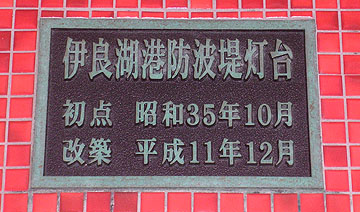 伊良湖港防波堤灯台
初点 昭和35年10月
改築 平成11年12月